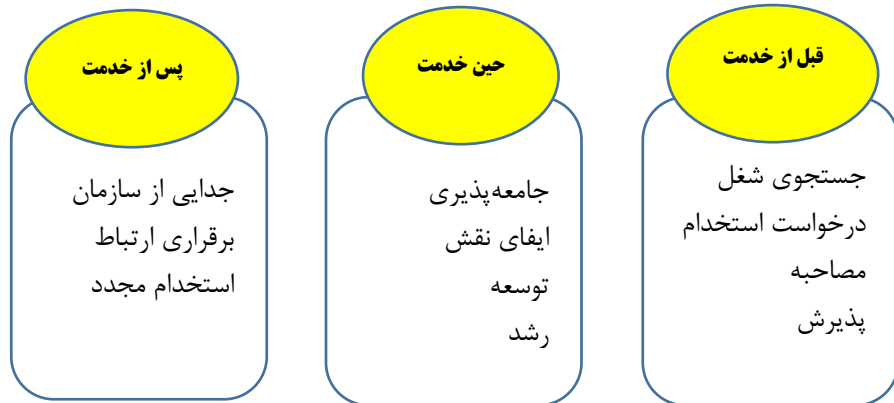 قبل از خدمت
جستجوی شغل
درخواست استخدام
مصاحبه
پذیرش
حین خدمت
جامعه‌پذیری
ایفای نقش
توسعه
رشد
پس از خدمت
جدایی از سازمان
برقراری ارتباط
استخدام مجدد